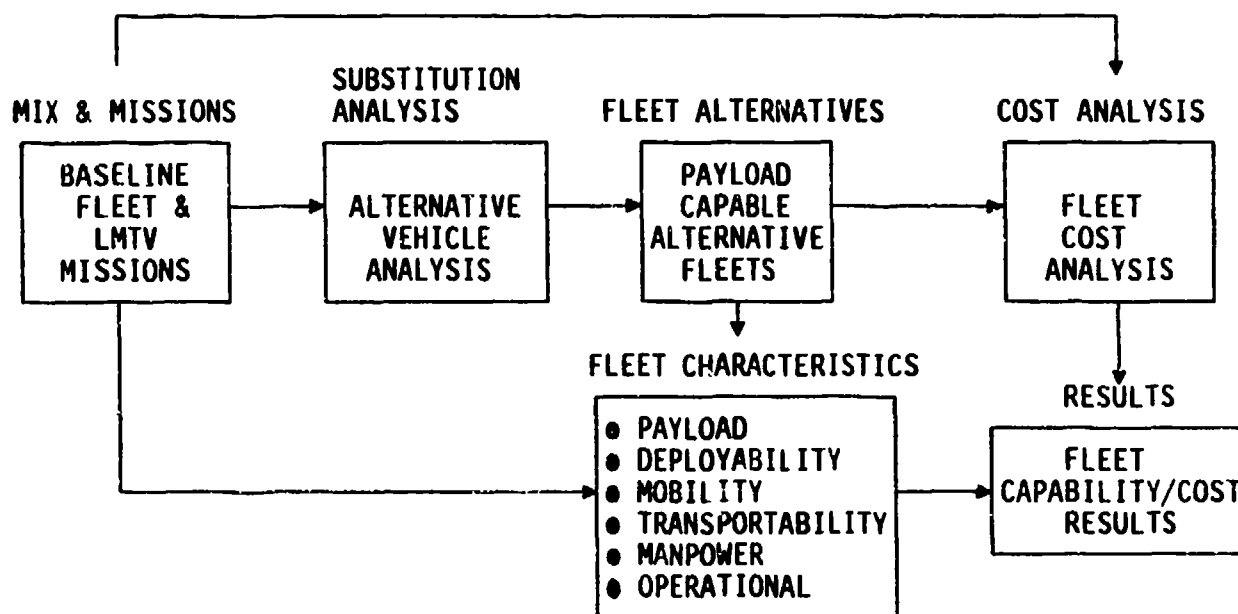 MIX & MISSIONS
BASELINE
FLEET &
LMTV
MISSIONS
SUBSTITUTION
ANALYSIS
ALTERNATIVE
VEHICLE
ANALYSIS
FLEET ALTERNATIVES
PAYLOAD
CAPABLE
ALTERNATIVE
FLEETS
COST ANALYSIS
FLEET
COST
ANALYSIS
FLEET CHARACTERISTICS
● PAYLOAD
● DEPLOYABILITY
● MOBILITY
● TRANSPORTABILITY
● MANPOWER
● OPERATIONAL
RESULTS
FLEET
CAPABILITY/COST
RESULTS